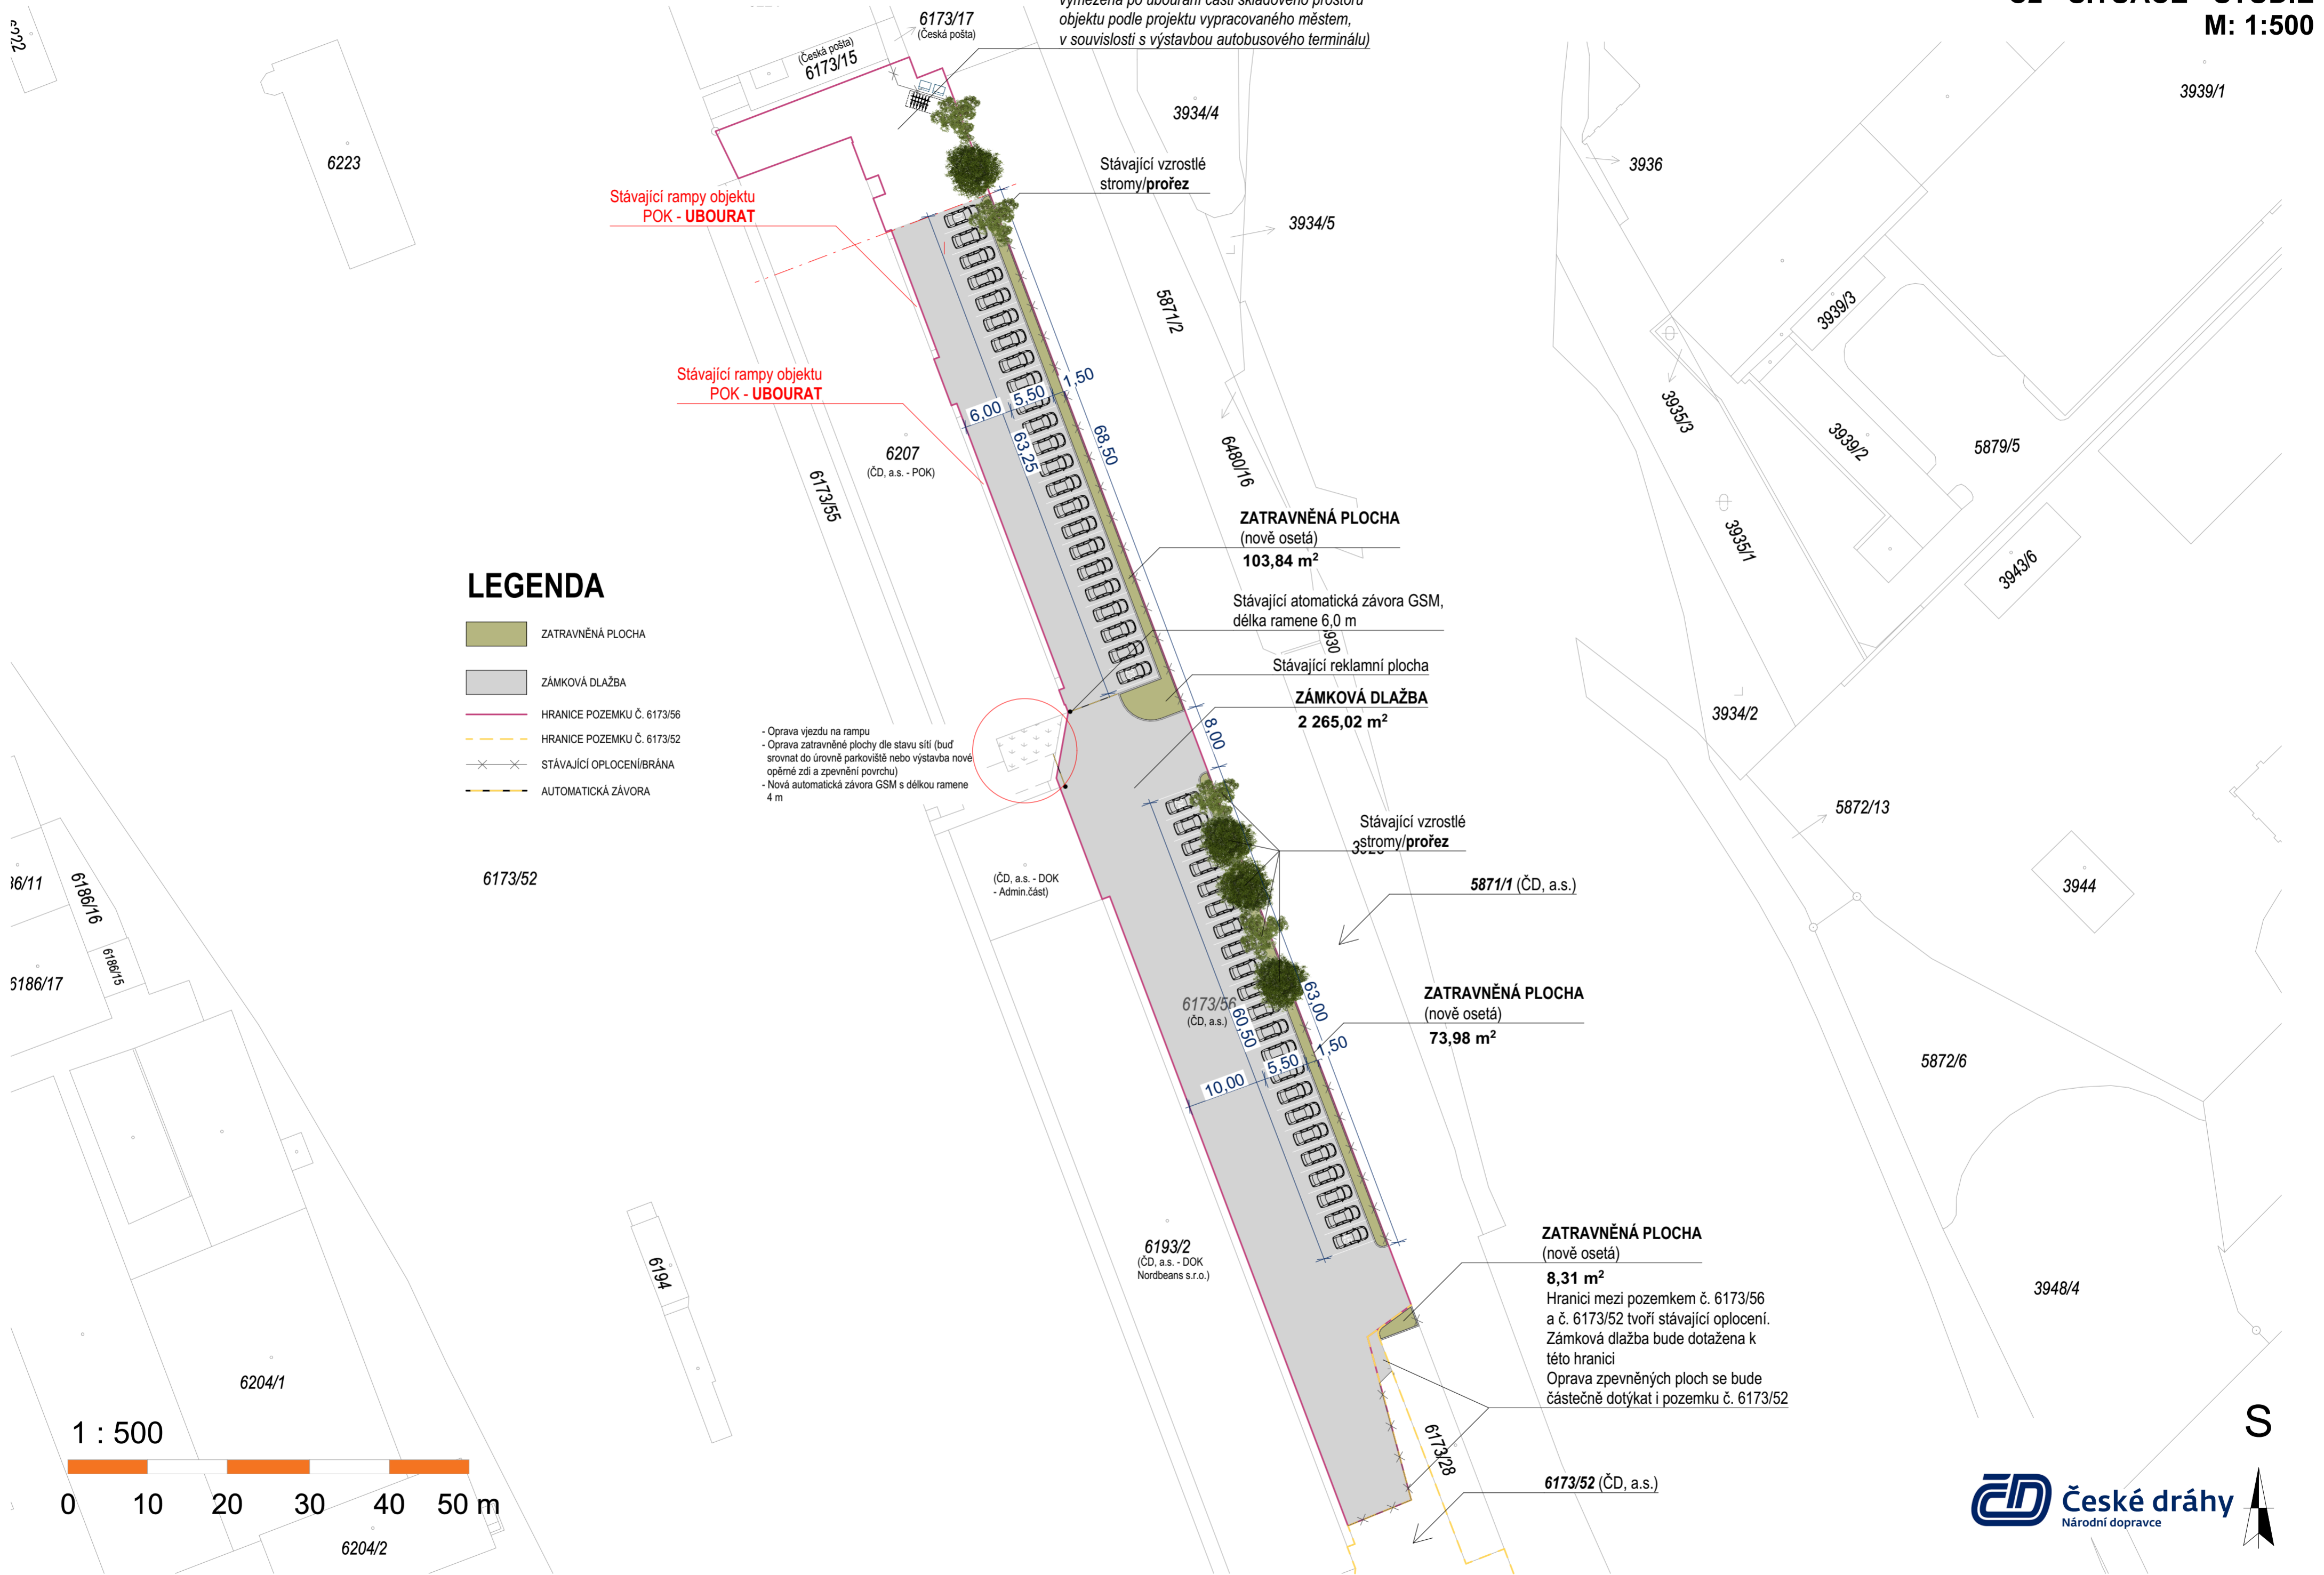 M: 1:500
objektu podle projektu vypracovaného městem,
v souvislosti s výstavbou autobusového terminálu)
6173/17
(Česká pošta)
(Česká pošta)
6173/15
6222
6223
3934/4
3939/1
3936
Stávající vzrostlé
stromy/prořez
Stávající rampy objektu
POK - UBOURAT
3934/5
5871/2
3939/3
Stávající rampy objektu
POK - UBOURAT
1,50
5,50
6,00
63,25
68,50
3935/3
3939/2
5879/5
6207
(ČD, a.s. - POK)
6173/55
6480/16
ZATRAVNĚNÁ PLOCHA
(nově osetá)
103,84 m²
3935/1
3943/6
LEGENDA
ZATRAVNĚNÁ PLOCHA
ZÁMKOVÁ DLAŽBA
HRANICE POZEMKU Č. 6173/56
HRANICE POZEMKU Č. 6173/52
STÁVAJÍCÍ OPLOCENÍ/BRÁNA
AUTOMATICKÁ ZÁVORA
Stávající atomatická závora GSM,
délka ramene 6,0 m
Stávající reklamní plocha
ZÁMKOVÁ DLAŽBA
2 265,02 m²
8,00
3934/2
- Oprava vjezdu na rampu
- Oprava zatravněné plochy dle stavu sítí (buď
srovnat do úrovně parkoviště nebo výstavba nové
opěrné zdi a zpevnění povrchu)
- Nová automatická závora GSM s délkou ramene
4 m
5872/13
Stávající vzrostlé
stromy/prořez
6186/16
6173/52
(ČD, a.s. - DOK
- Admin.část)
5871/1 (ČD, a.s.)
3944
6186/15
6186/17
6173/56
(ČD, a.s.)
60,50
63,00
ZATRAVNĚNÁ PLOCHA
(nově osetá)
73,98 m²
1,50
5,50
10,00
5872/6
6193/2
(ČD, a.s. - DOK
Nordbeans s.r.o.)
6194
ZATRAVNĚNÁ PLOCHA
(nově osetá)
8,31 m²
Hranici mezi pozemkem č. 6173/56
a č. 6173/52 tvoří stávající oplocení.
Zámková dlažba bude dotažena k
této hranici
Oprava zpevněných ploch se bude
částečně dotýkat i pozemku č. 6173/52
3948/4
6204/1
6173/28
6173/52 (ČD, a.s.)
1 : 500
0 10 20 30 40 50 m
6204/2
S
ČD České dráhy
Národní dopravce